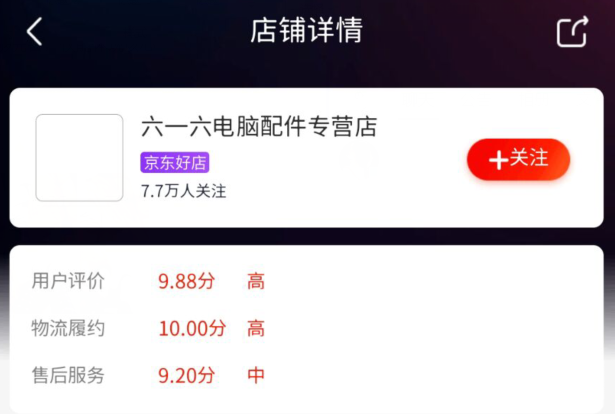 店铺详情
六一六电脑配件专营店
京东好店
7.7万人关注
+关注
用户评价 9.88分 高
物流履约 10.00分 高
售后服务 9.20分 中